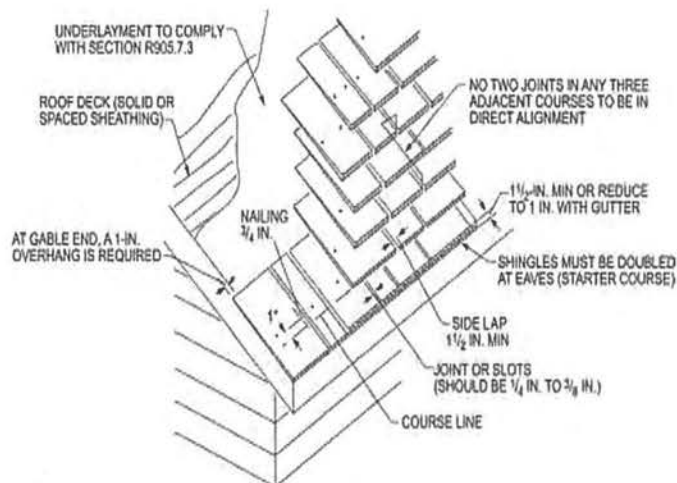 UNDERLAYMENT TO COMPLY
WITH SECTION R905.7.3
ROOF DECK (SOLID OR
SPACED SHEATHING)
NO TWO JOINTS IN ANY THREE
ADJACENT COURSES TO BE IN
DIRECT ALIGNMENT
1½-IN. MIN OR REDUCE
TO 1 IN. WITH GUTTER
NAILING
¾ IN.
AT GABLE END, A 1-IN.
OVERHANG IS REQUIRED
SHINGLES MUST BE DOUBLED
AT EAVES (STARTER COURSE)
1"
SIDE LAP
1½ IN. MIN
JOINT OR SLOTS
(SHOULD BE ¼ IN. TO ⅜ IN.)
COURSE LINE